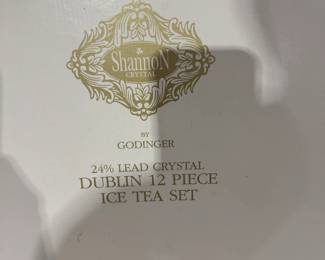 Shannon
CRYSTAL
BY
GODINGER
24% LEAD CRYSTAL
DUBLIN 12 PIECE
ICE TEA SET